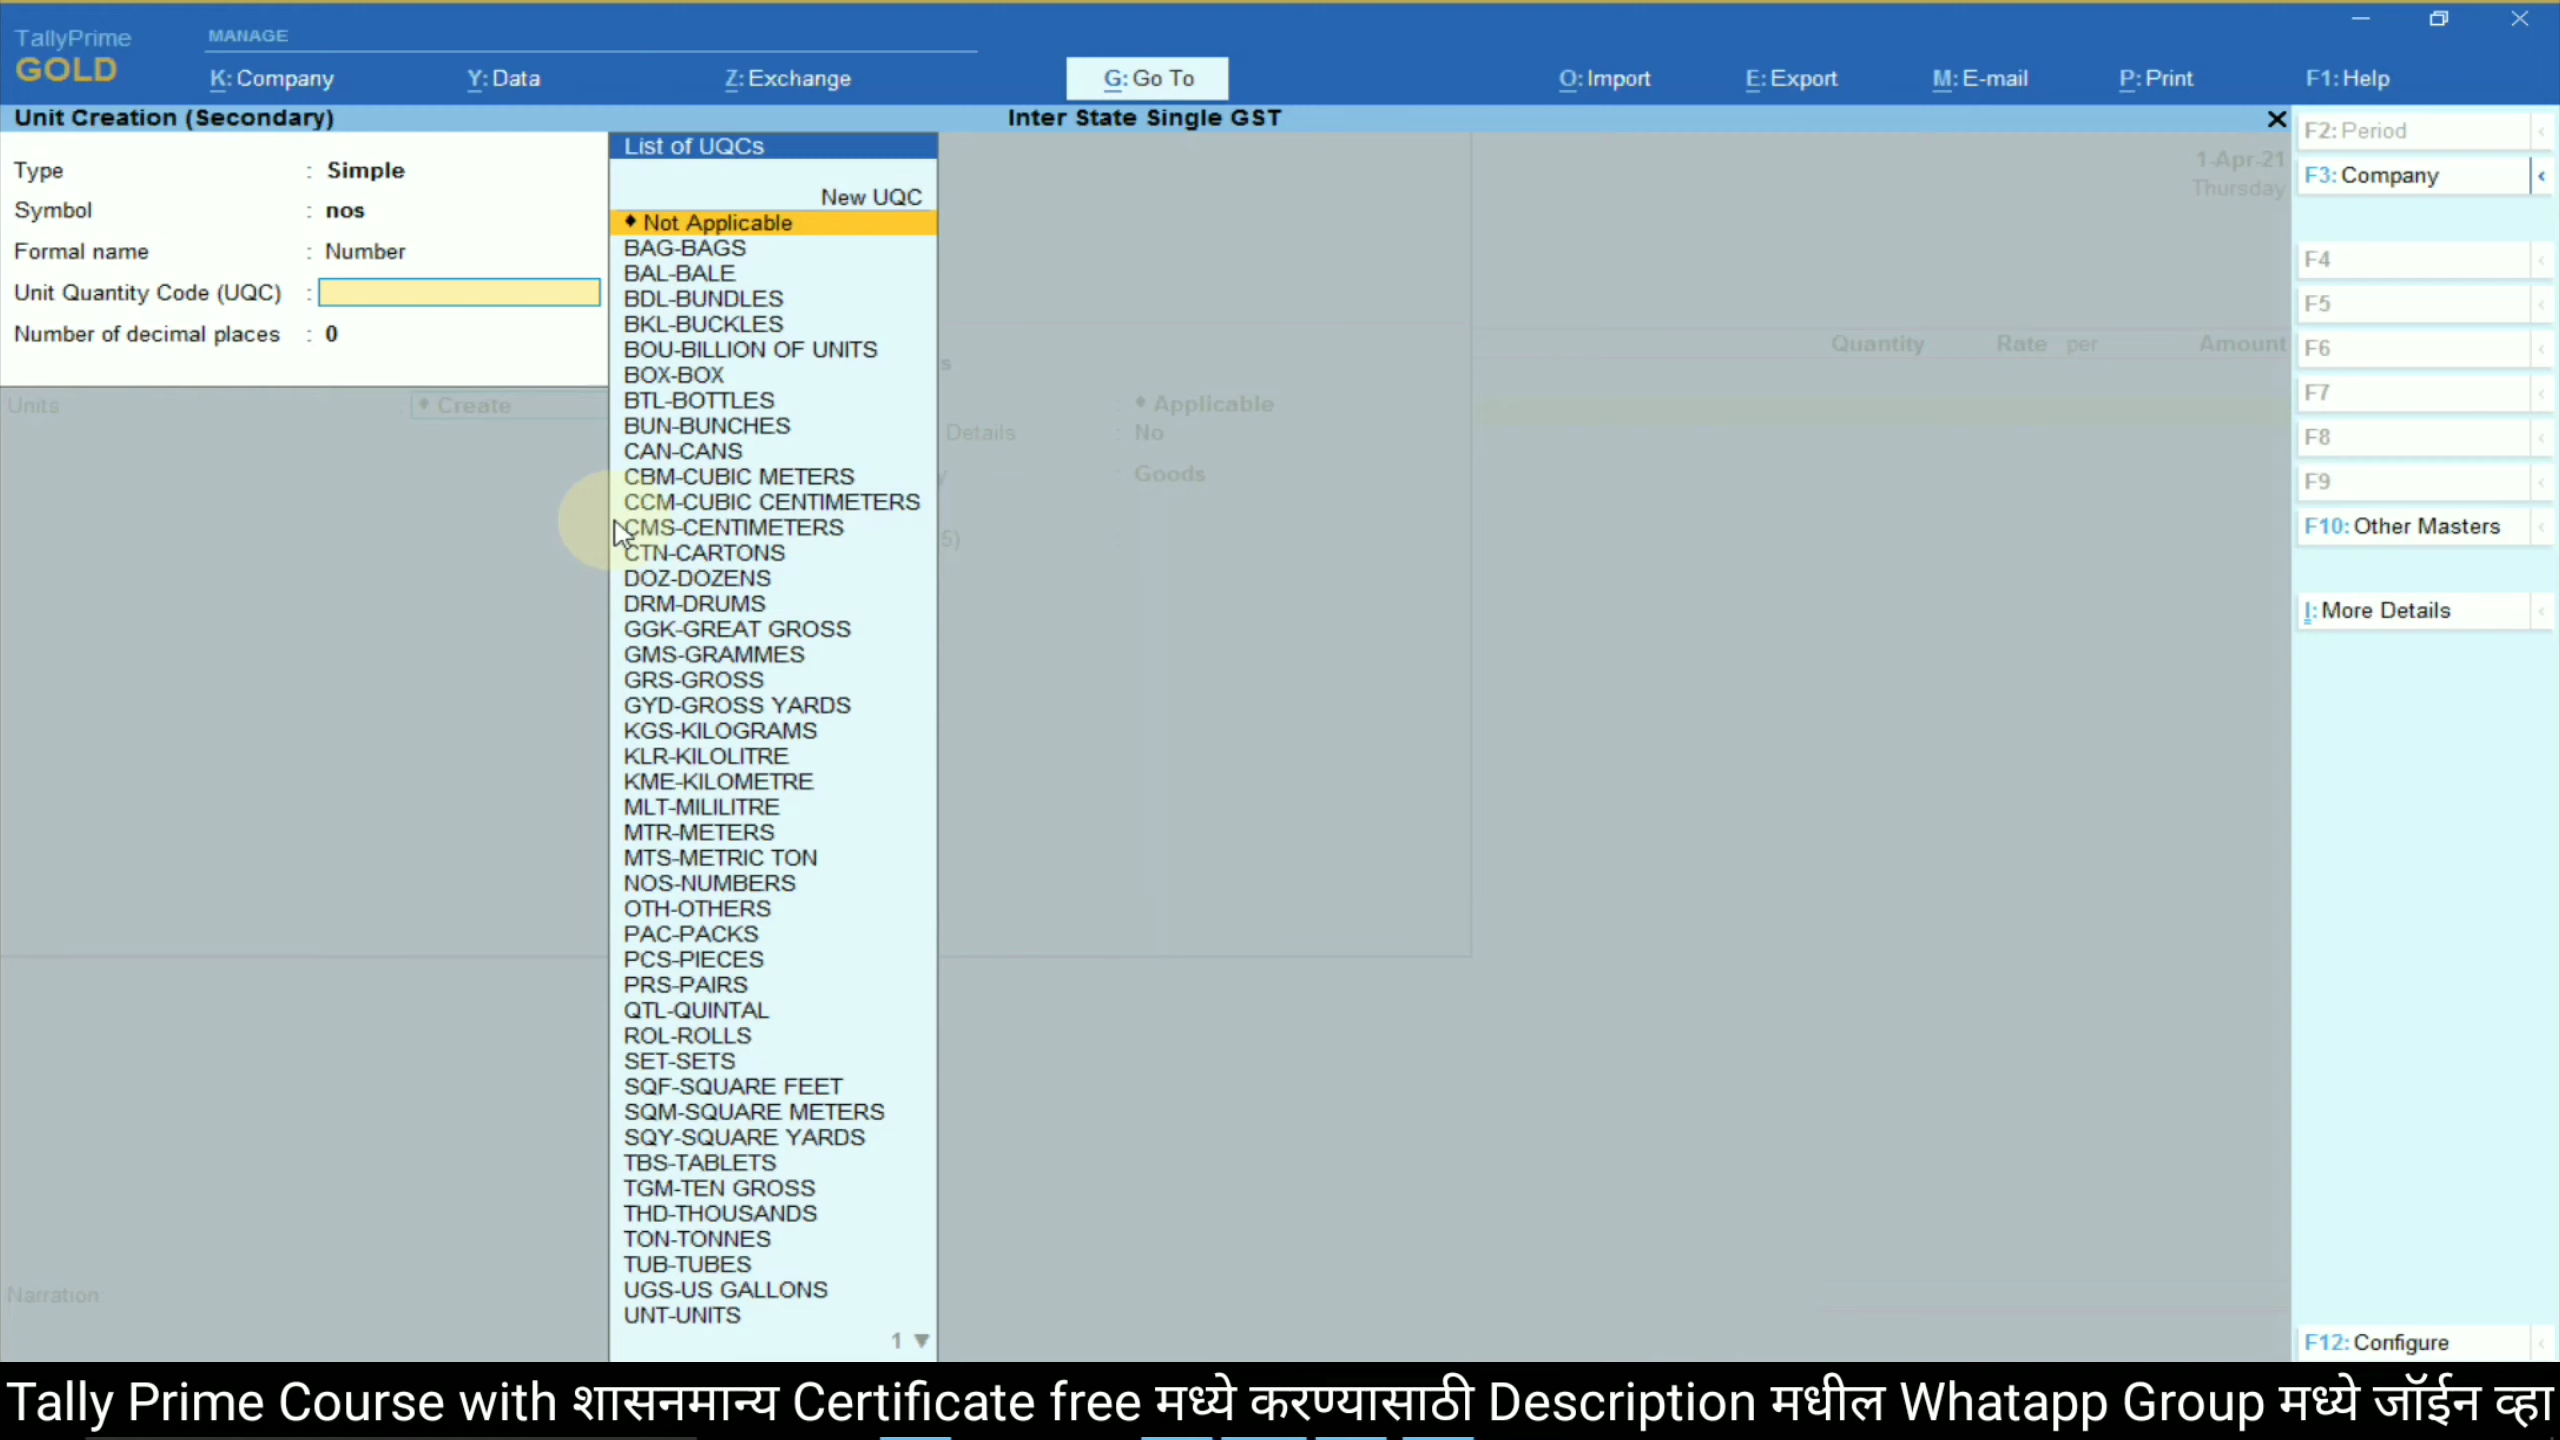 TallyPrime
GOLD
MANAGE
K: Company
Y: Data
Z: Exchange
G: Go To
O: Import
E: Export
M: E-mail
P: Print
F1: Help
Unit Creation (Secondary)
Inter State Single GST
Type : Simple
Symbol : nos
Formal name : Number
Unit Quantity Code (UQC) :
Number of decimal places : 0
Units : ♦ Create
List of UQCs
New UQC
♦ Not Applicable
BAG-BAGS
BAL-BALE
BDL-BUNDLES
BKL-BUCKLES
BOU-BILLION OF UNITS
BOX-BOX
BTL-BOTTLES
BUN-BUNCHES
CAN-CANS
CBM-CUBIC METERS
CCM-CUBIC CENTIMETERS
CMS-CENTIMETERS
CTN-CARTONS
DOZ-DOZENS
DRM-DRUMS
GGK-GREAT GROSS
GMS-GRAMMES
GRS-GROSS
GYD-GROSS YARDS
KGS-KILOGRAMS
KLR-KILOLITRE
KME-KILOMETRE
MLT-MILILITRE
MTR-METERS
MTS-METRIC TON
NOS-NUMBERS
OTH-OTHERS
PAC-PACKS
PCS-PIECES
PRS-PAIRS
QTL-QUINTAL
ROL-ROLLS
SET-SETS
SQF-SQUARE FEET
SQM-SQUARE METERS
SQY-SQUARE YARDS
TBS-TABLETS
TGM-TEN GROSS
THD-THOUSANDS
TON-TONNES
TUB-TUBES
UGS-US GALLONS
UNT-UNITS
1 ▼
s
: ♦ Applicable
Details : No
y : Goods
5) :
1-Apr-21
Thursday
Quantity Rate per Amount
Narration:
F2: Period
F3: Company
F4
F5
F6
F7
F8
F9
F10: Other Masters
I: More Details
F12: Configure
Tally Prime Course with शासनमान्य Certificate free मध्ये करण्यासाठी Description मधील Whatapp Group मध्ये जॉईन व्हा